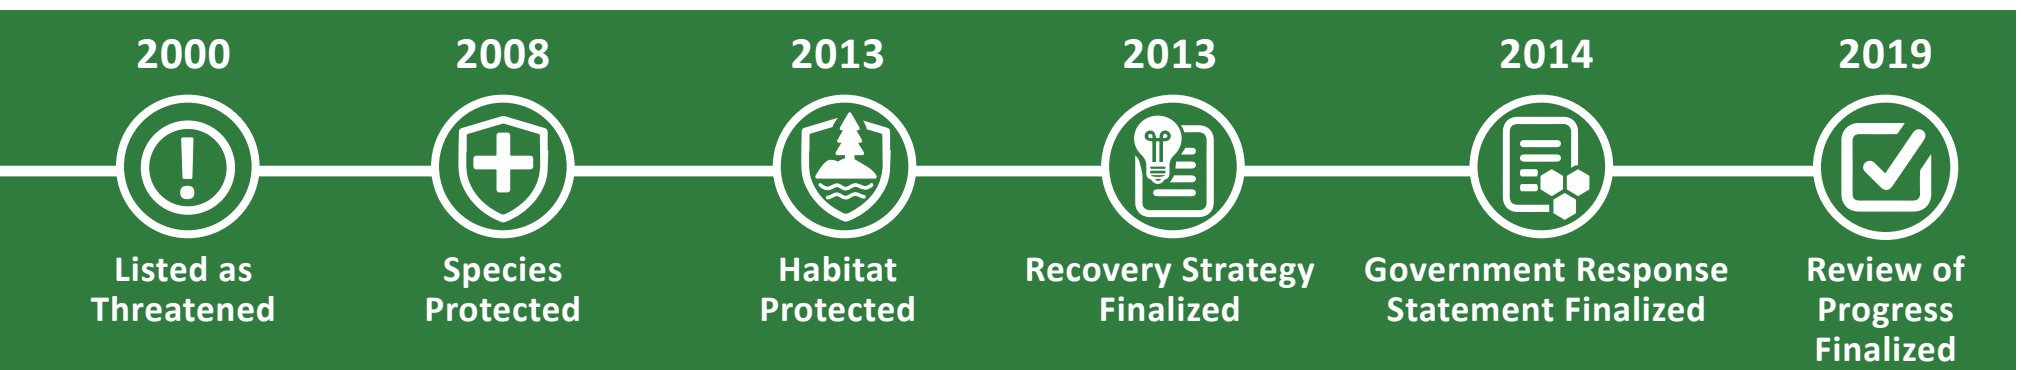 2000
Listed as
Threatened
2008
Species
Protected
2013
Habitat
Protected
2013
Recovery Strategy
Finalized
2014
Government Response
Statement Finalized
2019
Review of
Progress
Finalized